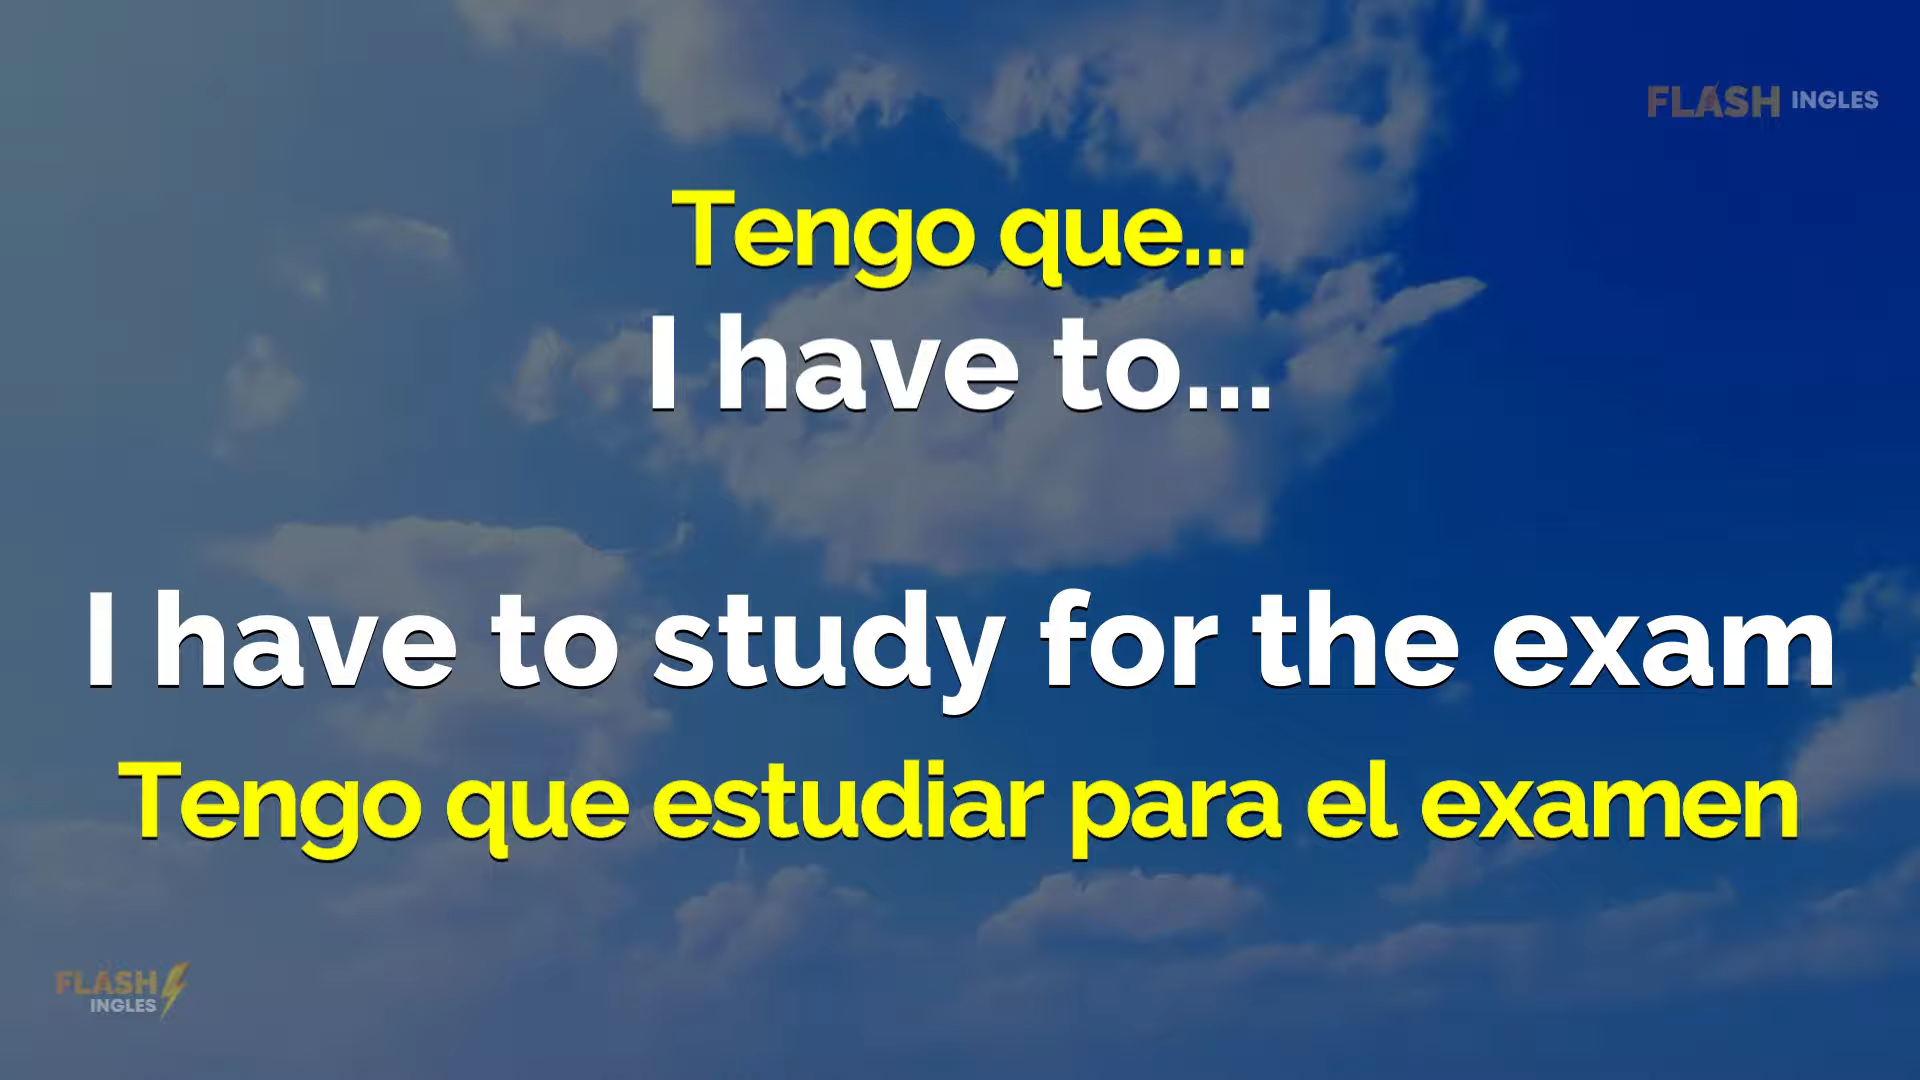 FLASH INGLES
Tengo que...
I have to...
I have to study for the exam
Tengo que estudiar para el examen
FLASH
INGLES